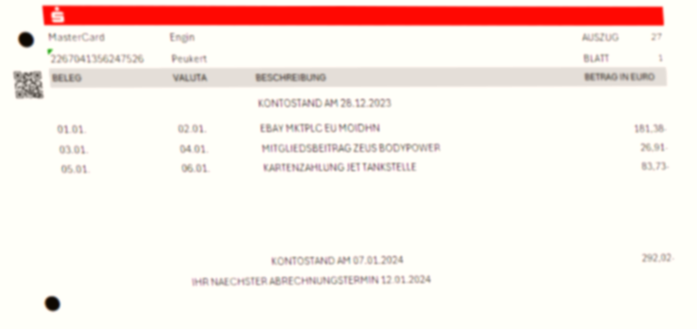 MasterCard Engin AUSZUG 27
2267041356247526 Peukert BLATT 1
BELEG VALUTA BESCHREIBUNG BETRAG IN EURO
KONTOSTAND AM 28.12.2023
01.01. 02.01. EBAY MKTPLC EU MOIDHN 181,38-
03.01. 04.01. MITGLIEDSBEITRAG ZEUS BODYPOWER 26,91-
05.01. 06.01. KARTENZAHLUNG JET TANKSTELLE 83,73-
KONTOSTAND AM 07.01.2024 292,02-
IHR NAECHSTER ABRECHNUNGSTERMIN 12.01.2024